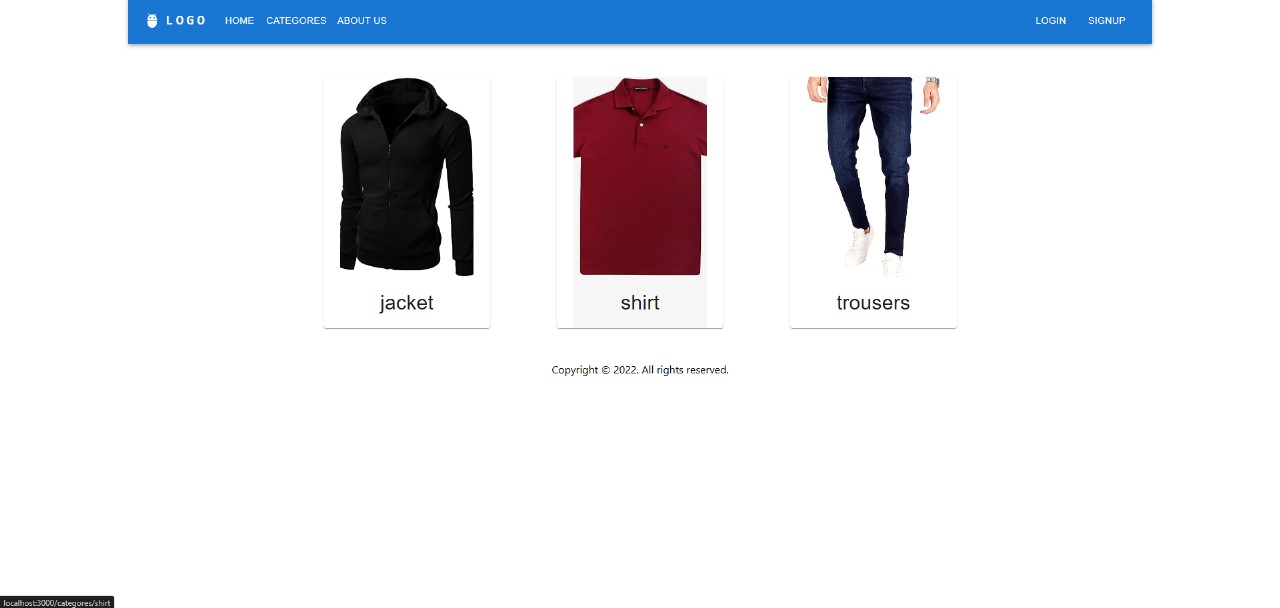 LOGO HOME CATEGORES ABOUT US LOGIN SIGNUP
jacket shirt trousers
Copyright © 2022. All rights reserved.
localhost:3000/categores/shirt